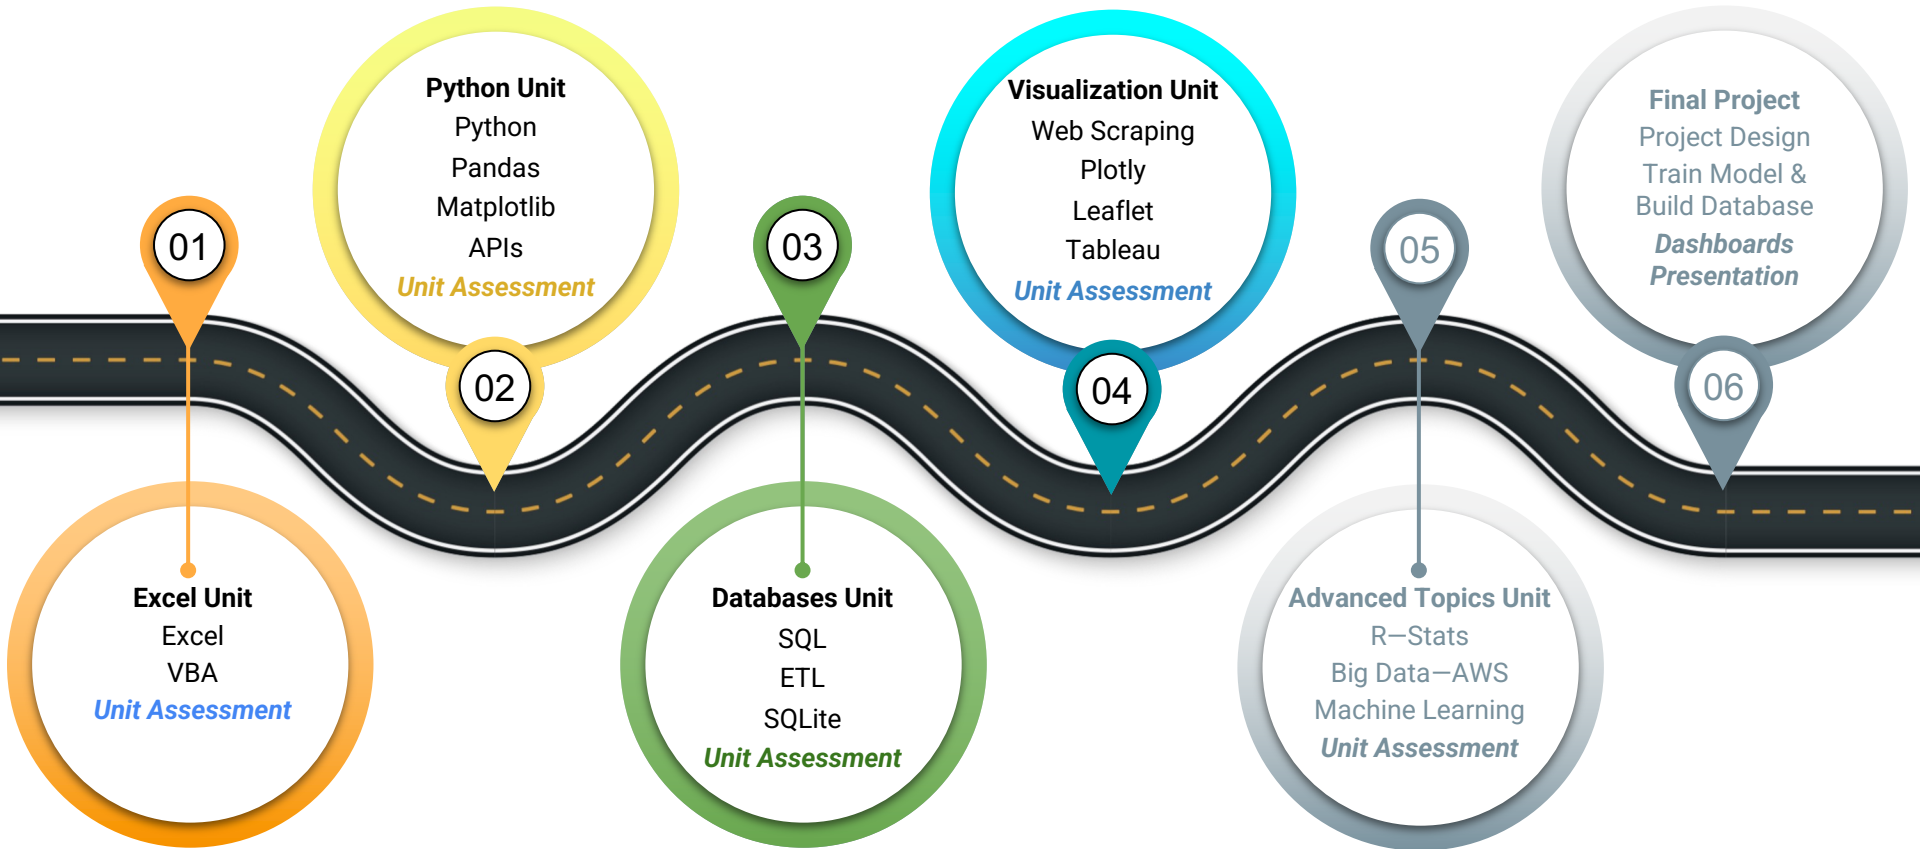 01
Excel Unit
Excel
VBA
Unit Assessment
Python Unit
Python
Pandas
Matplotlib
APIs
Unit Assessment
02
03
Databases Unit
SQL
ETL
SQLite
Unit Assessment
Visualization Unit
Web Scraping
Plotly
Leaflet
Tableau
Unit Assessment
04
05
Advanced Topics Unit
R—Stats
Big Data—AWS
Machine Learning
Unit Assessment
Final Project
Project Design
Train Model &
Build Database
Dashboards
Presentation
06